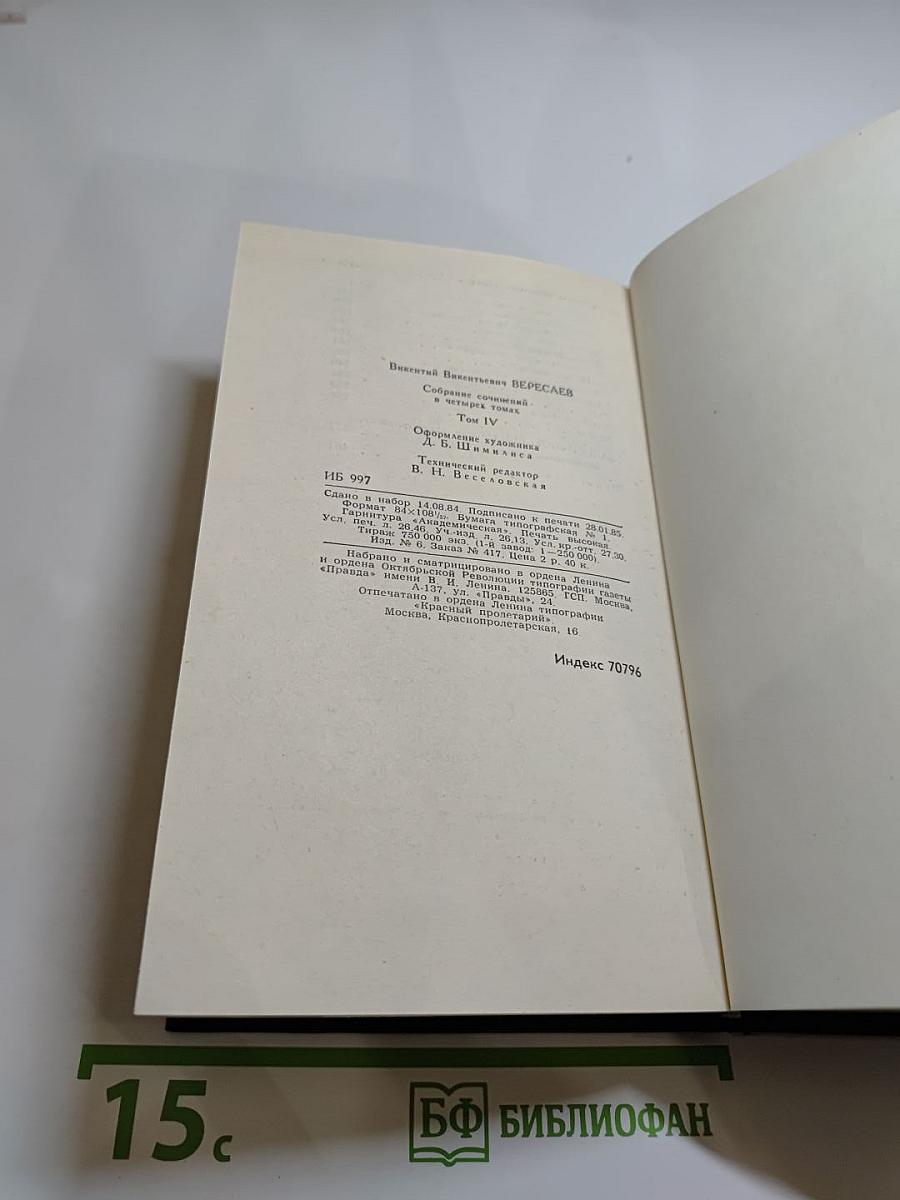 Викентий Викентьевич ВЕРЕСАЕВ
Собрание сочинений
в четырех томах
Том IV
Оформление художника
Д. Б. Шимилиса
Технический редактор
В. Н. Веселовская
ИБ 997
Сдано в набор 14.08.84. Подписано к печати 28.01.85.
Формат 84×108¹/₃₂. Бумага типографская № 1.
Гарнитура «Академическая». Печать высокая.
Усл. печ. л. 26,46. Уч.-изд. л. 26,13. Усл. кр.-отт. 27,30.
Тираж 750 000 экз. (1-й завод: 1—250 000).
Изд. № 6. Заказ № 417. Цена 2 р. 40 к.
Набрано и сматрицировано в ордена Ленина
и ордена Октябрьской Революции типографии газеты
«Правда» имени В. И. Ленина. 125865. ГСП. Москва,
А-137, ул. «Правды», 24.
Отпечатано в ордена Ленина типографии
«Красный пролетарий».
Москва, Краснопролетарская, 16
Индекс 70796
15 с
БФ БИБЛИОФАН